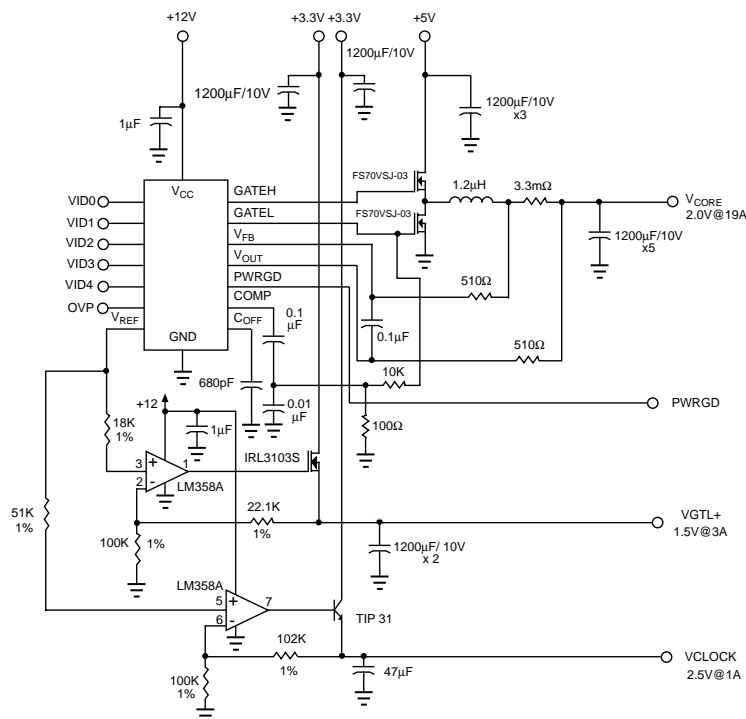 +12V
+3.3V +3.3V
+5V
1200µF/10V
1200µF/10V
1µF
1200µF/10V
x3
FS70VSJ-03
1.2µH
3.3mΩ
VCORE
2.0V@19A
FS70VSJ-03
1200µF/10V
x5
VCC
GATEH
GATEL
VFB
VOUT
PWRGD
COMP
COFF
VID0
VID1
VID2
VID3
VID4
OVP
VREF
GND
510Ω
0.1µF
510Ω
0.1
µF
680pF
0.01
µF
10K
100Ω
PWRGD
+12
18K
1%
1µF
3
+
2
-
1
LM358A
IRL3103S
51K
1%
22.1K
1%
100K
1%
VGTL+
1.5V@3A
1200µF/ 10V
x 2
LM358A
5
+
6
-
7
TIP 31
102K
1%
100K
1%
47µF
VCLOCK
2.5V@1A